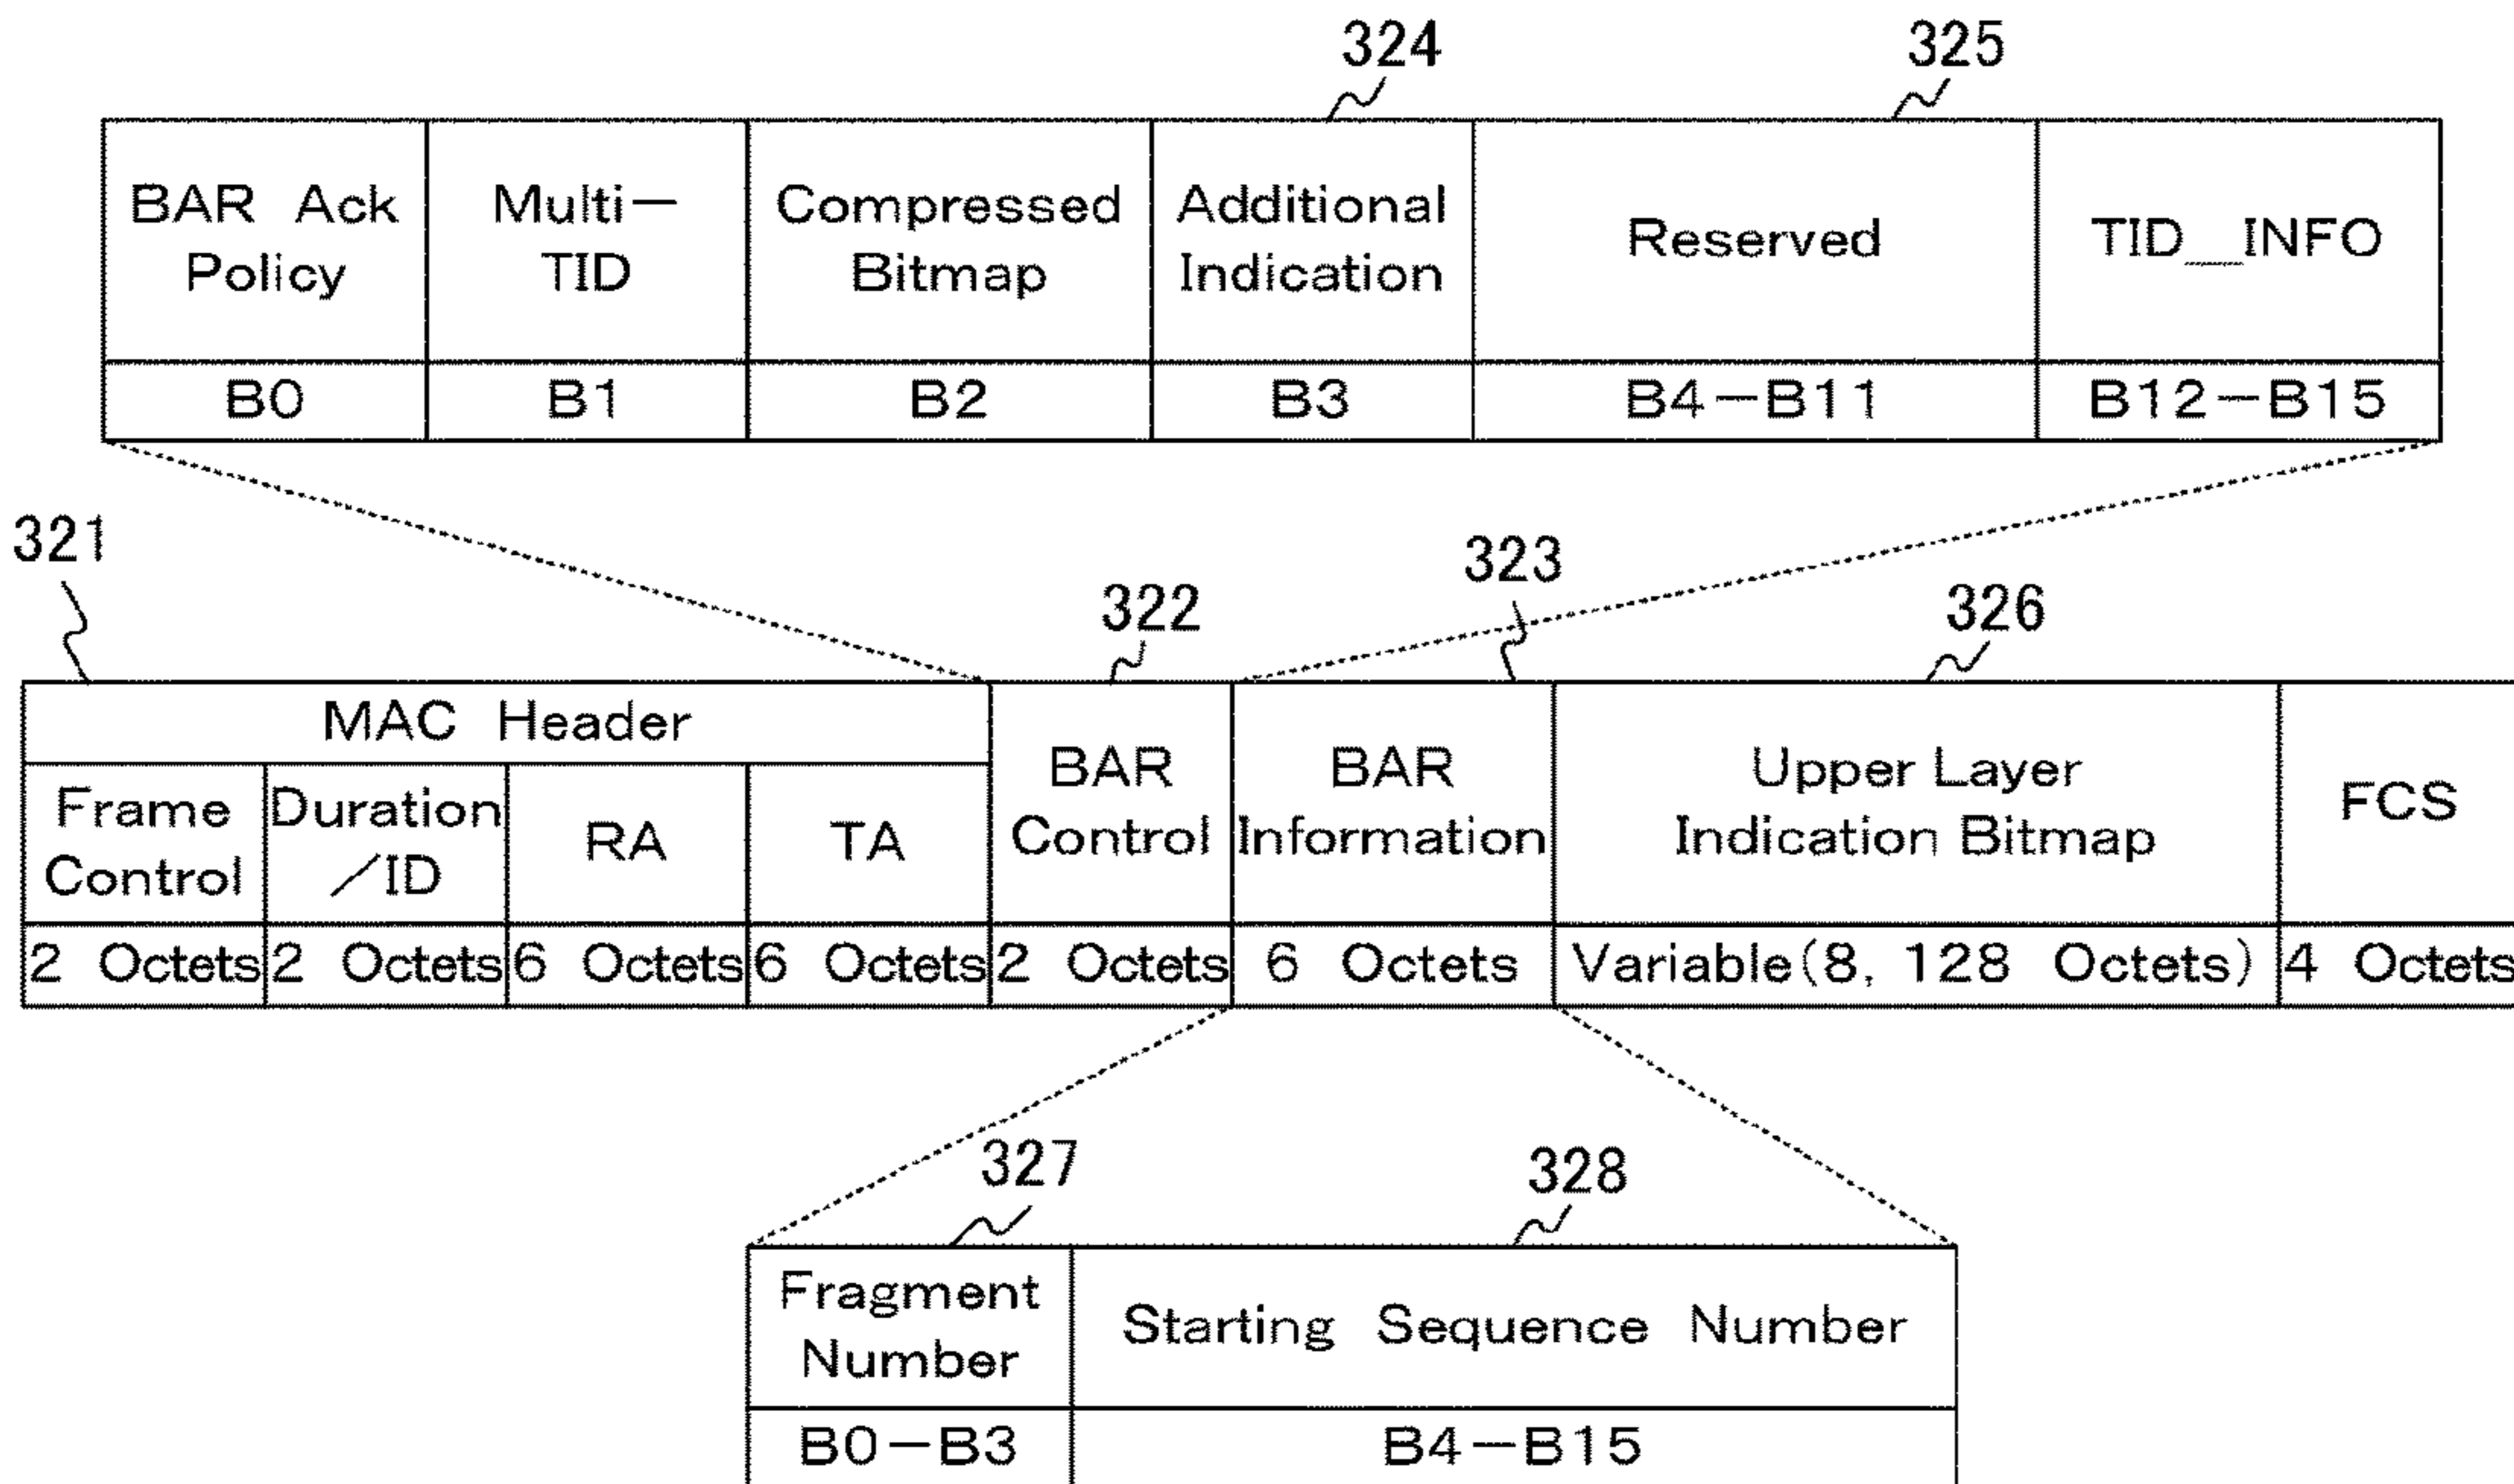 324
325
BAR Ack Policy
Multi-TID
Compressed Bitmap
Additional Indication
Reserved
TID_INFO
B0
B1
B2
B3
B4-B11
B12-B15
321
322
323
326
MAC Header
Frame Control
Duration/ID
RA
TA
BAR Control
BAR Information
Upper Layer Indication Bitmap
FCS
2 Octets
2 Octets
6 Octets
6 Octets
2 Octets
6 Octets
Variable(8, 128 Octets)
4 Octets
327
328
Fragment Number
Starting Sequence Number
B0-B3
B4-B15